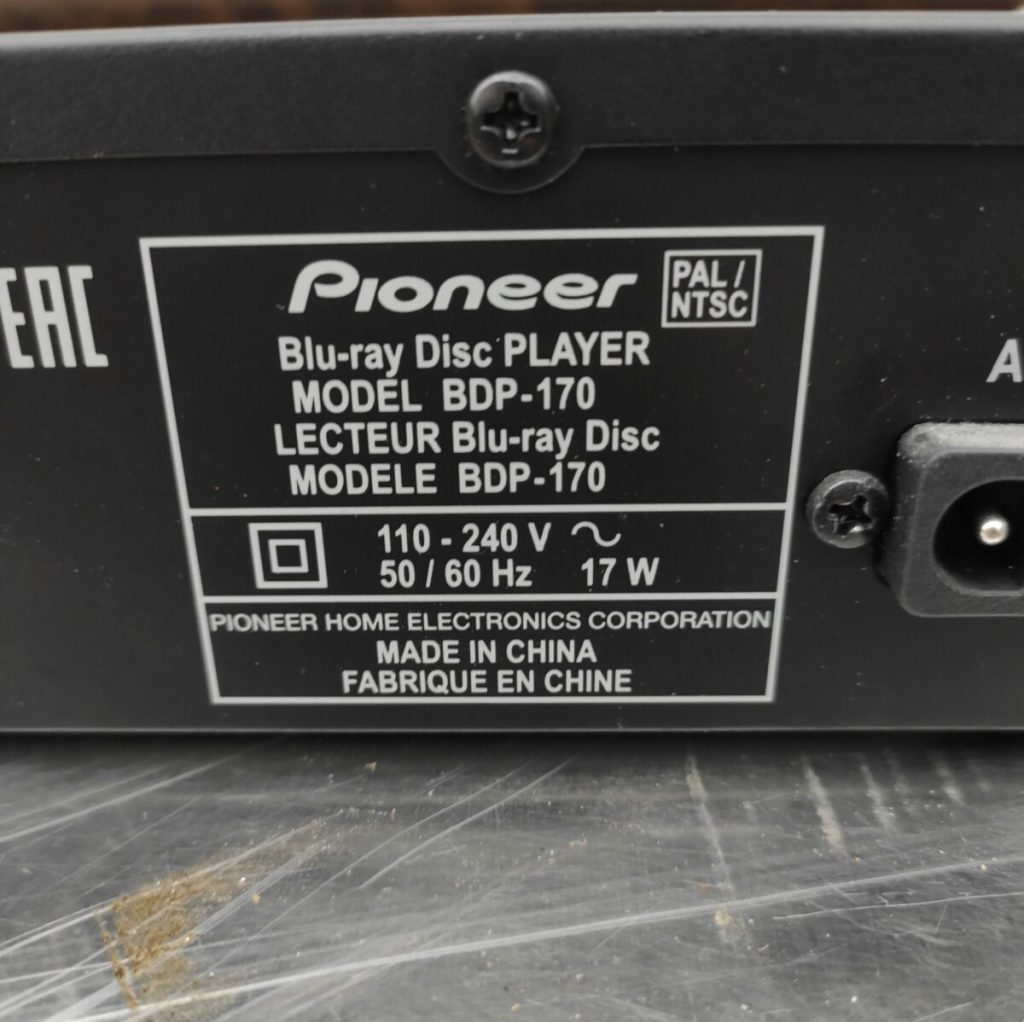 EAC
Pioneer
PAL /
NTSC
Blu-ray Disc PLAYER
MODEL BDP-170
LECTEUR Blu-ray Disc
MODELE BDP-170
110 - 240 V ~
50 / 60 Hz 17 W
PIONEER HOME ELECTRONICS CORPORATION
MADE IN CHINA
FABRIQUE EN CHINE
A